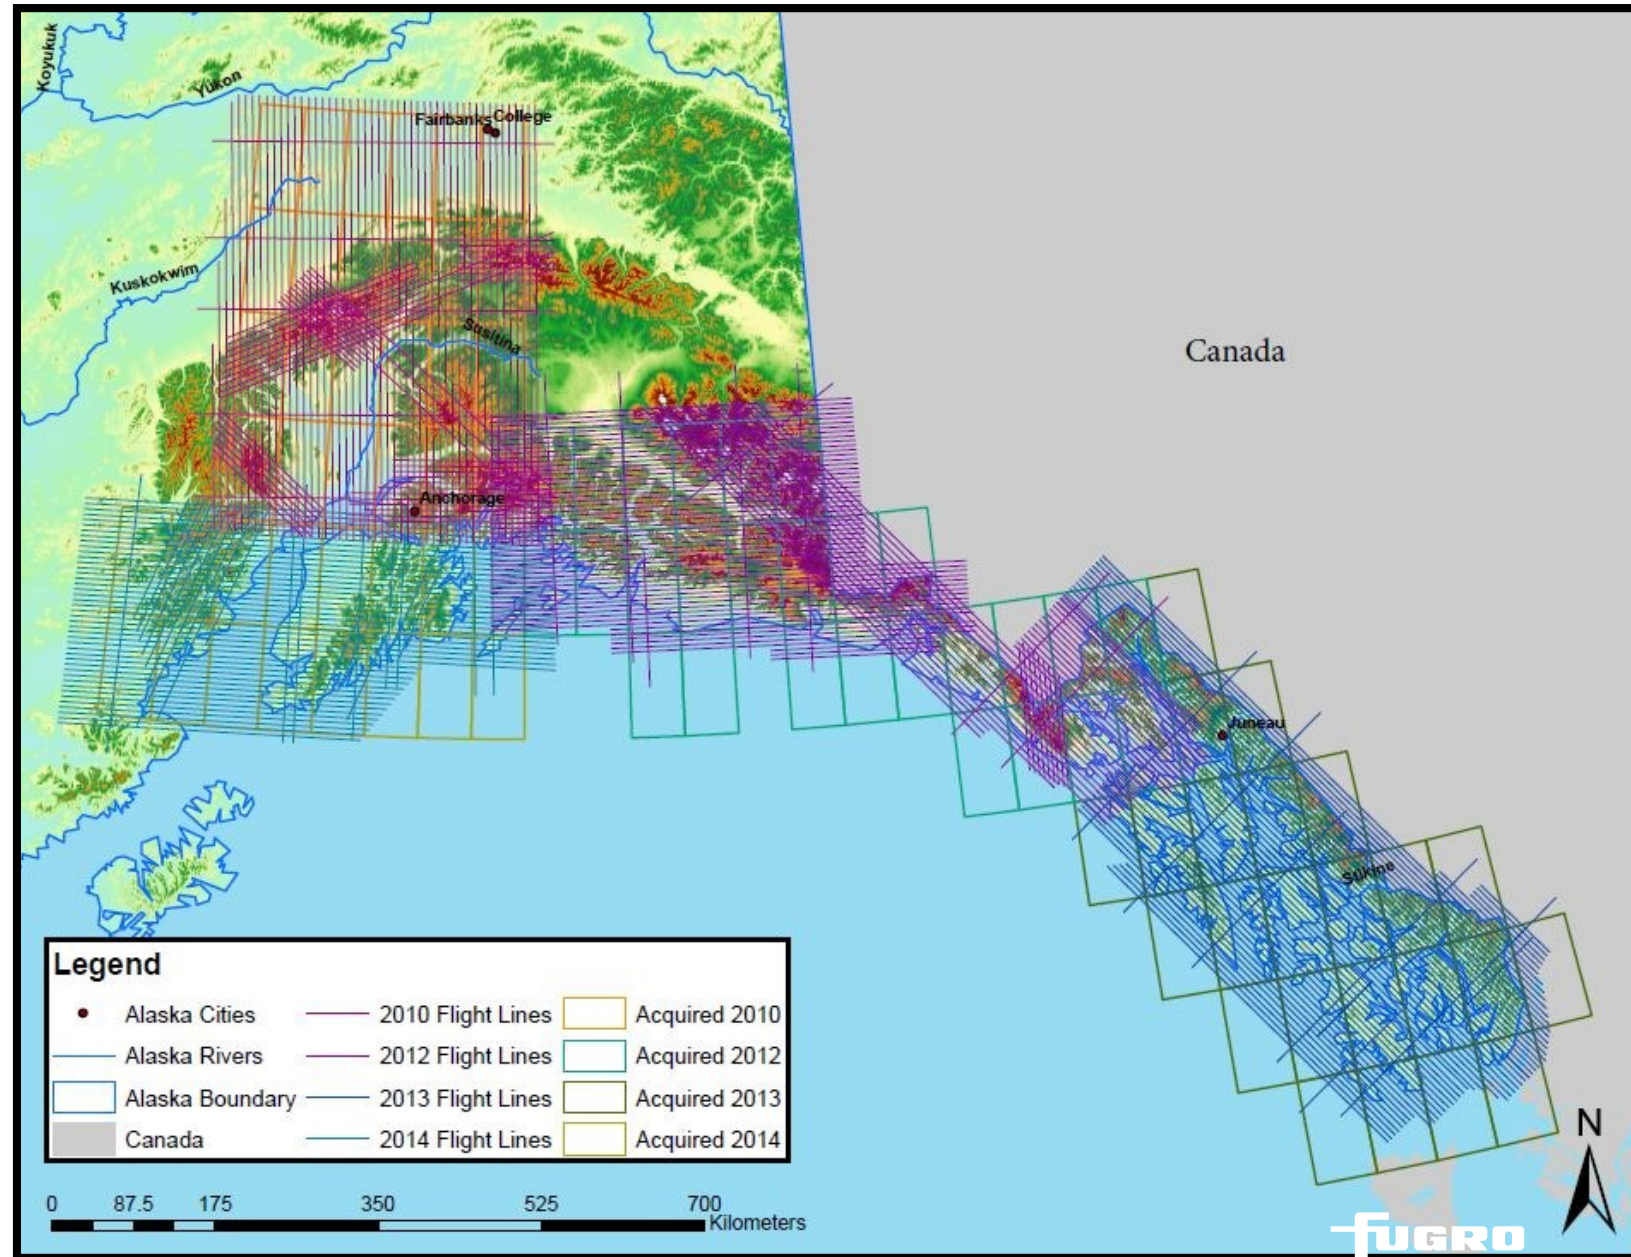 Koyukuk
Yukon
Fairbanks
College
Kuskokwim
Susitina
Canada
Anchorage
Juneau
Stikine
Legend
Alaska Cities
2010 Flight Lines
Acquired 2010
Alaska Rivers
2012 Flight Lines
Acquired 2012
Alaska Boundary
2013 Flight Lines
Acquired 2013
Canada
2014 Flight Lines
Acquired 2014
N
0 87.5 175 350 525 700
Kilometers
fUGRO